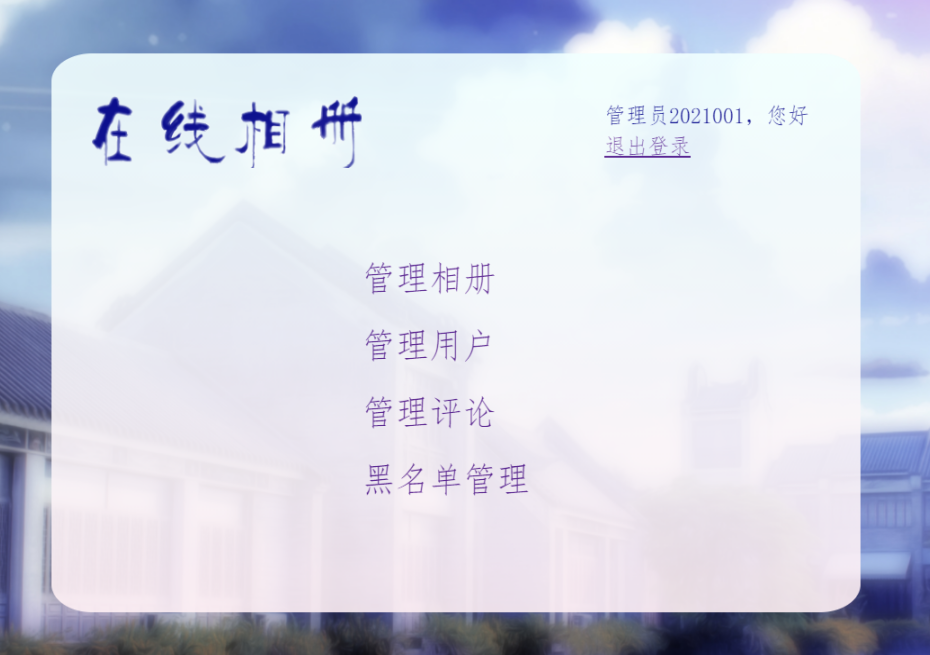 在线相册
管理员2021001，您好
退出登录
管理相册
管理用户
管理评论
黑名单管理